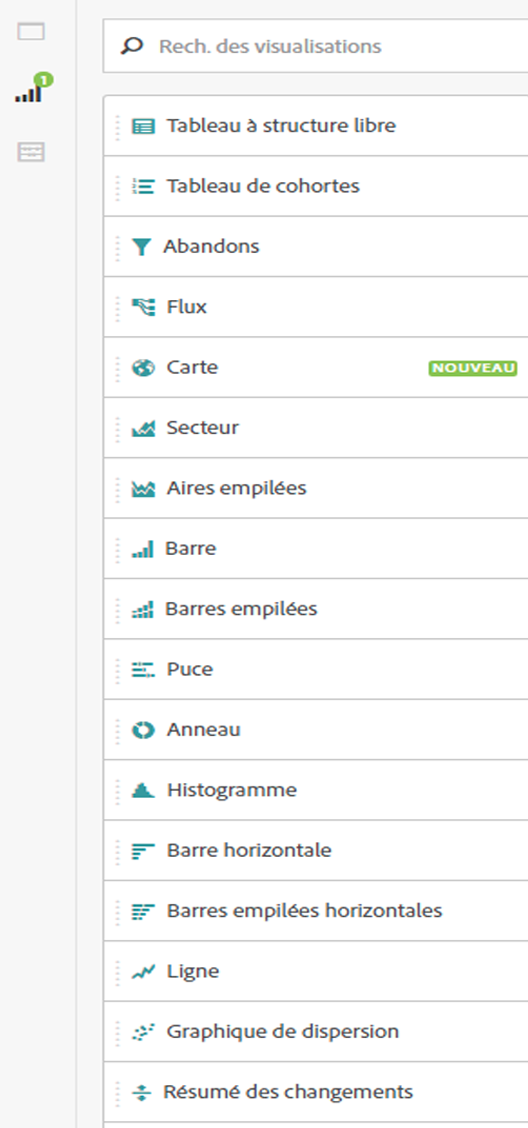 1
Rech. des visualisations
Tableau à structure libre
Tableau de cohortes
Abandons
Flux
Carte NOUVEAU
Secteur
Aires empilées
Barre
Barres empilées
Puce
Anneau
Histogramme
Barre horizontale
Barres empilées horizontales
Ligne
Graphique de dispersion
Résumé des changements